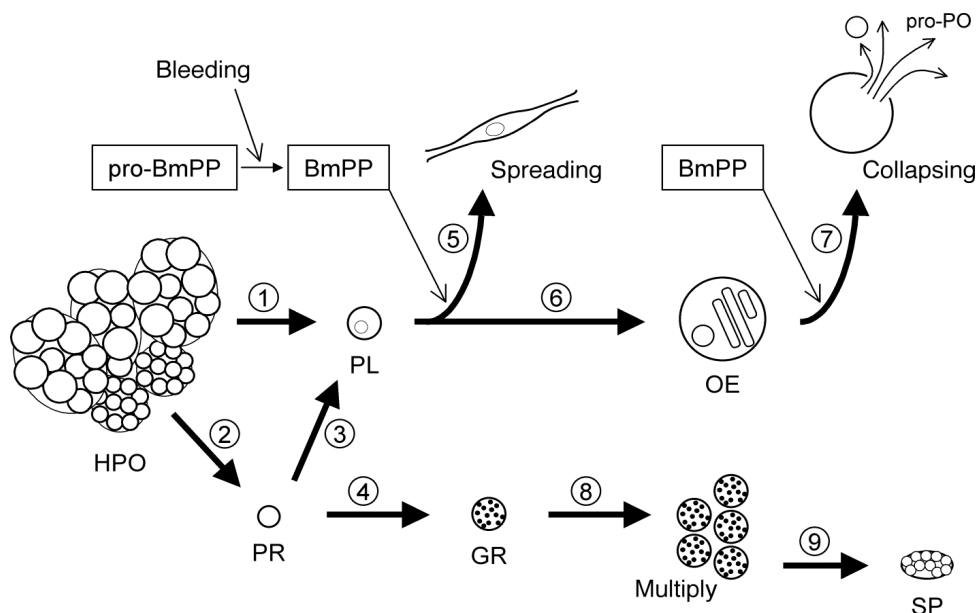 pro-PO
Bleeding
pro-BmPP
BmPP
Spreading
BmPP
Collapsing
⑤
⑦
①
⑥
PL
OE
②
③
HPO
④
⑧
PR
GR
⑨
Multiply
SP